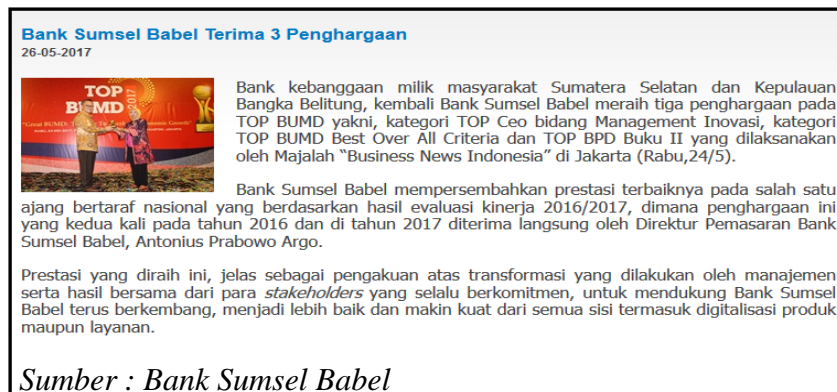 Bank Sumsel Babel Terima 3 Penghargaan
26-05-2017
TOP
BUMD
2017
Bank kebanggaan milik masyarakat Sumatera Selatan dan Kepulauan
Bangka Belitung, kembali Bank Sumsel Babel meraih tiga penghargaan pada
TOP BUMD yakni, kategori TOP Ceo bidang Management Inovasi, kategori
TOP BUMD Best Over All Criteria dan TOP BPD Buku II yang dilaksanakan
oleh Majalah “Business News Indonesia” di Jakarta (Rabu,24/5).
Bank Sumsel Babel mempersembahkan prestasi terbaiknya pada salah satu
ajang bertaraf nasional yang berdasarkan hasil evaluasi kinerja 2016/2017, dimana penghargaan ini
yang kedua kali pada tahun 2016 dan di tahun 2017 diterima langsung oleh Direktur Pemasaran Bank
Sumsel Babel, Antonius Prabowo Argo.
Prestasi yang diraih ini, jelas sebagai pengakuan atas transformasi yang dilakukan oleh manajemen
serta hasil bersama dari para stakeholders yang selalu berkomitmen, untuk mendukung Bank Sumsel
Babel terus berkembang, menjadi lebih baik dan makin kuat dari semua sisi termasuk digitalisasi produk
maupun layanan.
Sumber : Bank Sumsel Babel